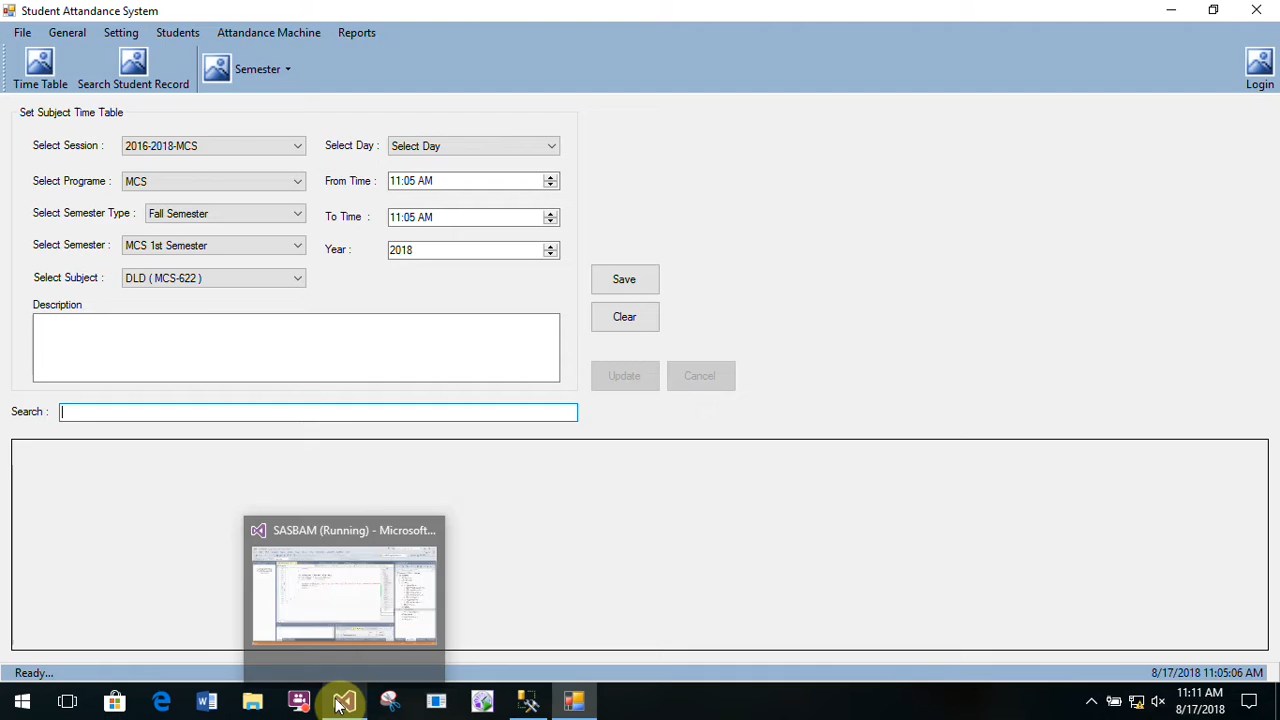 Student Attandance System
File General Setting Students Attandance Machine Reports
Time Table Search Student Record Semester Login
Set Subject Time Table
Select Session : 2016-2018-MCS Select Day : Select Day
Select Programe : MCS From Time : 11:05 AM
Select Semester Type : Fall Semester To Time : 11:05 AM
Select Semester : MCS 1st Semester Year : 2018
Select Subject : DLD ( MCS-622 ) Save
Description
Clear
Update Cancel
Search :
SASBAM (Running) - Microsoft...
Ready... 8/17/2018 11:05:06 AM
11:11 AM
8/17/2018